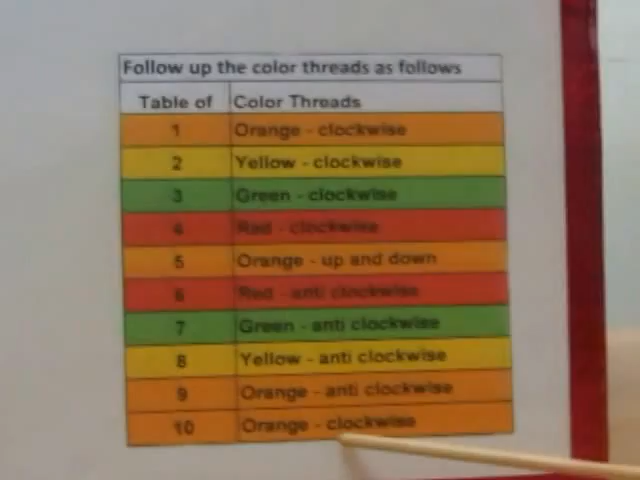 Follow up the color threads as follows
Table of Color Threads
1 Orange - clockwise
2 Yellow - clockwise
3 Green - clockwise
4 Red - clockwise
5 Orange - up and down
6 Red - anti clockwise
7 Green - anti clockwise
8 Yellow - anti clockwise
9 Orange - anti clockwise
10 Orange - clockwise